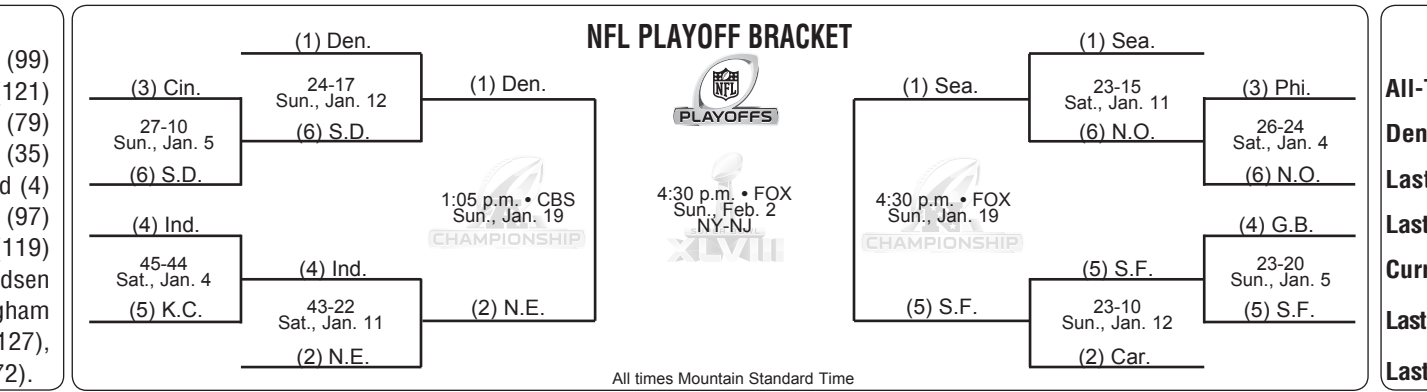 (99)
121)
(79)
(35)
d (4)
(97)
119)
dsen
gham
127),
72).
NFL PLAYOFF BRACKET
NFL
PLAYOFFS
(1) Den.
24-17
Sun., Jan. 12
(6) S.D.
(3) Cin.
27-10
Sun., Jan. 5
(6) S.D.
(1) Den.
1:05 p.m. • CBS
Sun., Jan. 19
CHAMPIONSHIP
(4) Ind.
45-44
Sat., Jan. 4
(5) K.C.
(4) Ind.
43-22
Sat., Jan. 11
(2) N.E.
(2) N.E.
4:30 p.m. • FOX
Sun., Feb. 2
NY-NJ
XLVIII
(1) Sea.
4:30 p.m. • FOX
Sun., Jan. 19
CHAMPIONSHIP
(5) S.F.
(1) Sea.
23-15
Sat., Jan. 11
(6) N.O.
(3) Phi.
26-24
Sat., Jan. 4
(6) N.O.
(4) G.B.
23-20
Sun., Jan. 5
(5) S.F.
(5) S.F.
23-10
Sun., Jan. 12
(2) Car.
All times Mountain Standard Time
All-
Den
Last
Last
Curr
Last
Last